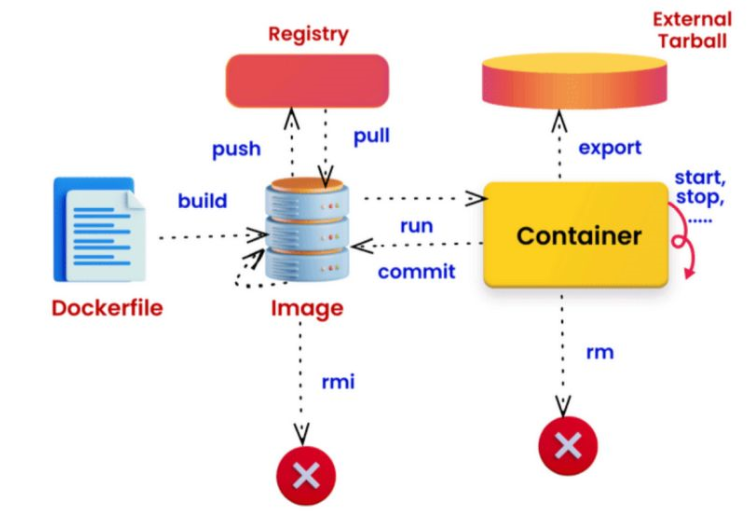 External
Tarball
Registry
push
pull
export
start,
stop,
.....
build
run
Container
commit
Dockerfile
Image
rmi
rm